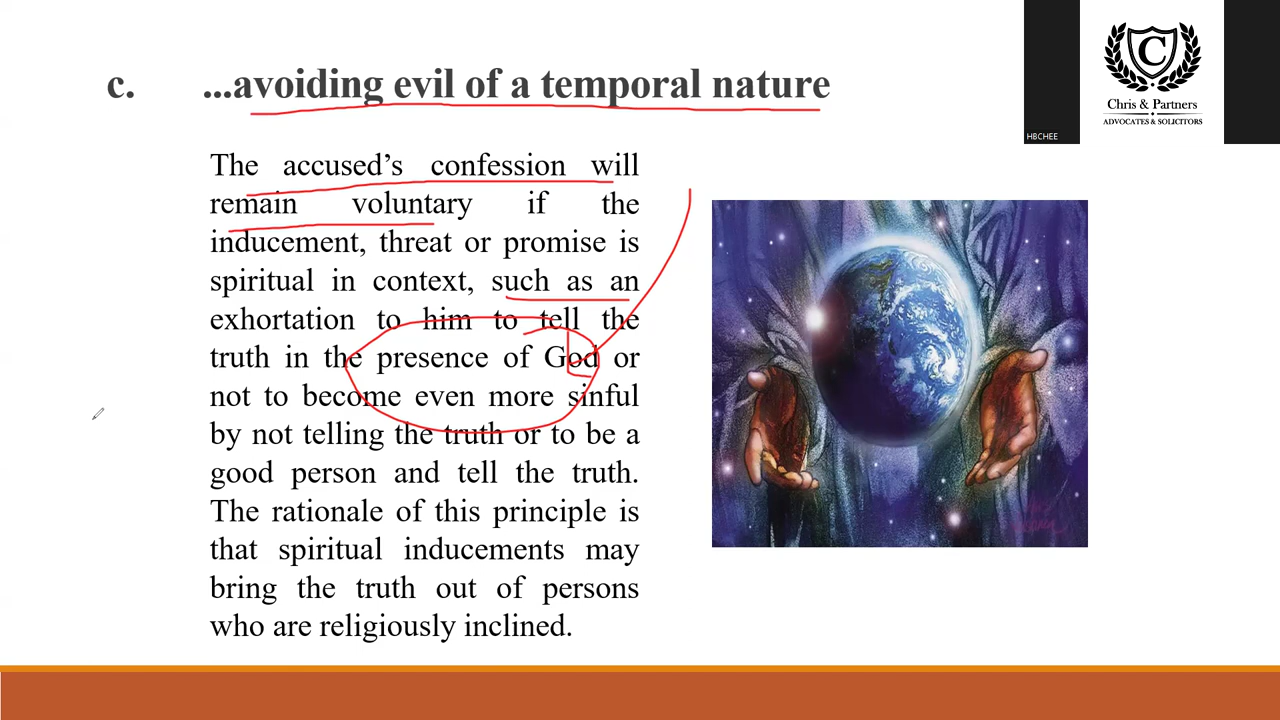 c. ...avoiding evil of a temporal nature
The accused's confession will
remain voluntary if the
inducement, threat or promise is
spiritual in context, such as an
exhortation to him to tell the
truth in the presence of God or
not to become even more sinful
by not telling the truth or to be a
good person and tell the truth.
The rationale of this principle is
that spiritual inducements may
bring the truth out of persons
who are religiously inclined.
HBCHEE
C
Chris & Partners
ADVOCATES & SOLICITORS